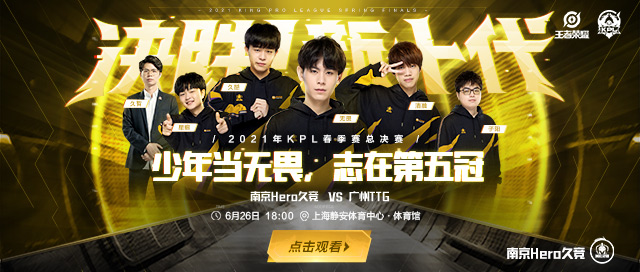 2021 KING PRO LEAGUE SPRING FINALS
决胜！新十代
王者荣耀
KPL
久哲
星痕
久酷
无畏
清融
子阳
2021年KPL春季赛总决赛
少年当无畏，志在第五冠
南京Hero久竞 VS 广州TTG
6月26日 18:00 上海静安体育中心·体育馆
点击观看
南京Hero久竞